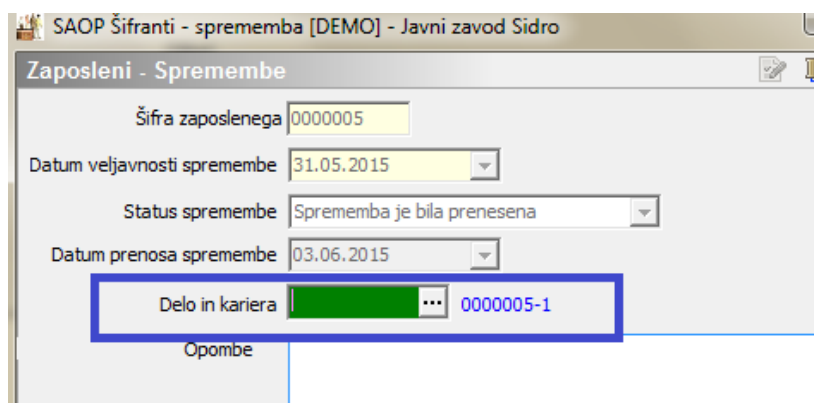 SAOP Šifranti - sprememba [DEMO] - Javni zavod Sidro
Zaposleni - Spremembe
Šifra zaposlenega 0000005
Datum veljavnosti spremembe 31.05.2015
Status spremembe Sprememba je bila prenesena
Datum prenosa spremembe 03.06.2015
Delo in kariera ... 0000005-1
Opombe